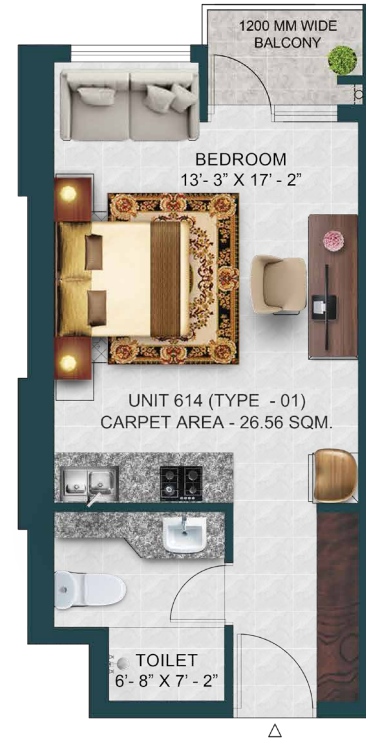 1200 MM WIDE
BALCONY
BEDROOM
13'- 3" X 17' - 2"
UNIT 614 (TYPE - 01)
CARPET AREA - 26.56 SQM.
TOILET
6'- 8" X 7' - 2"